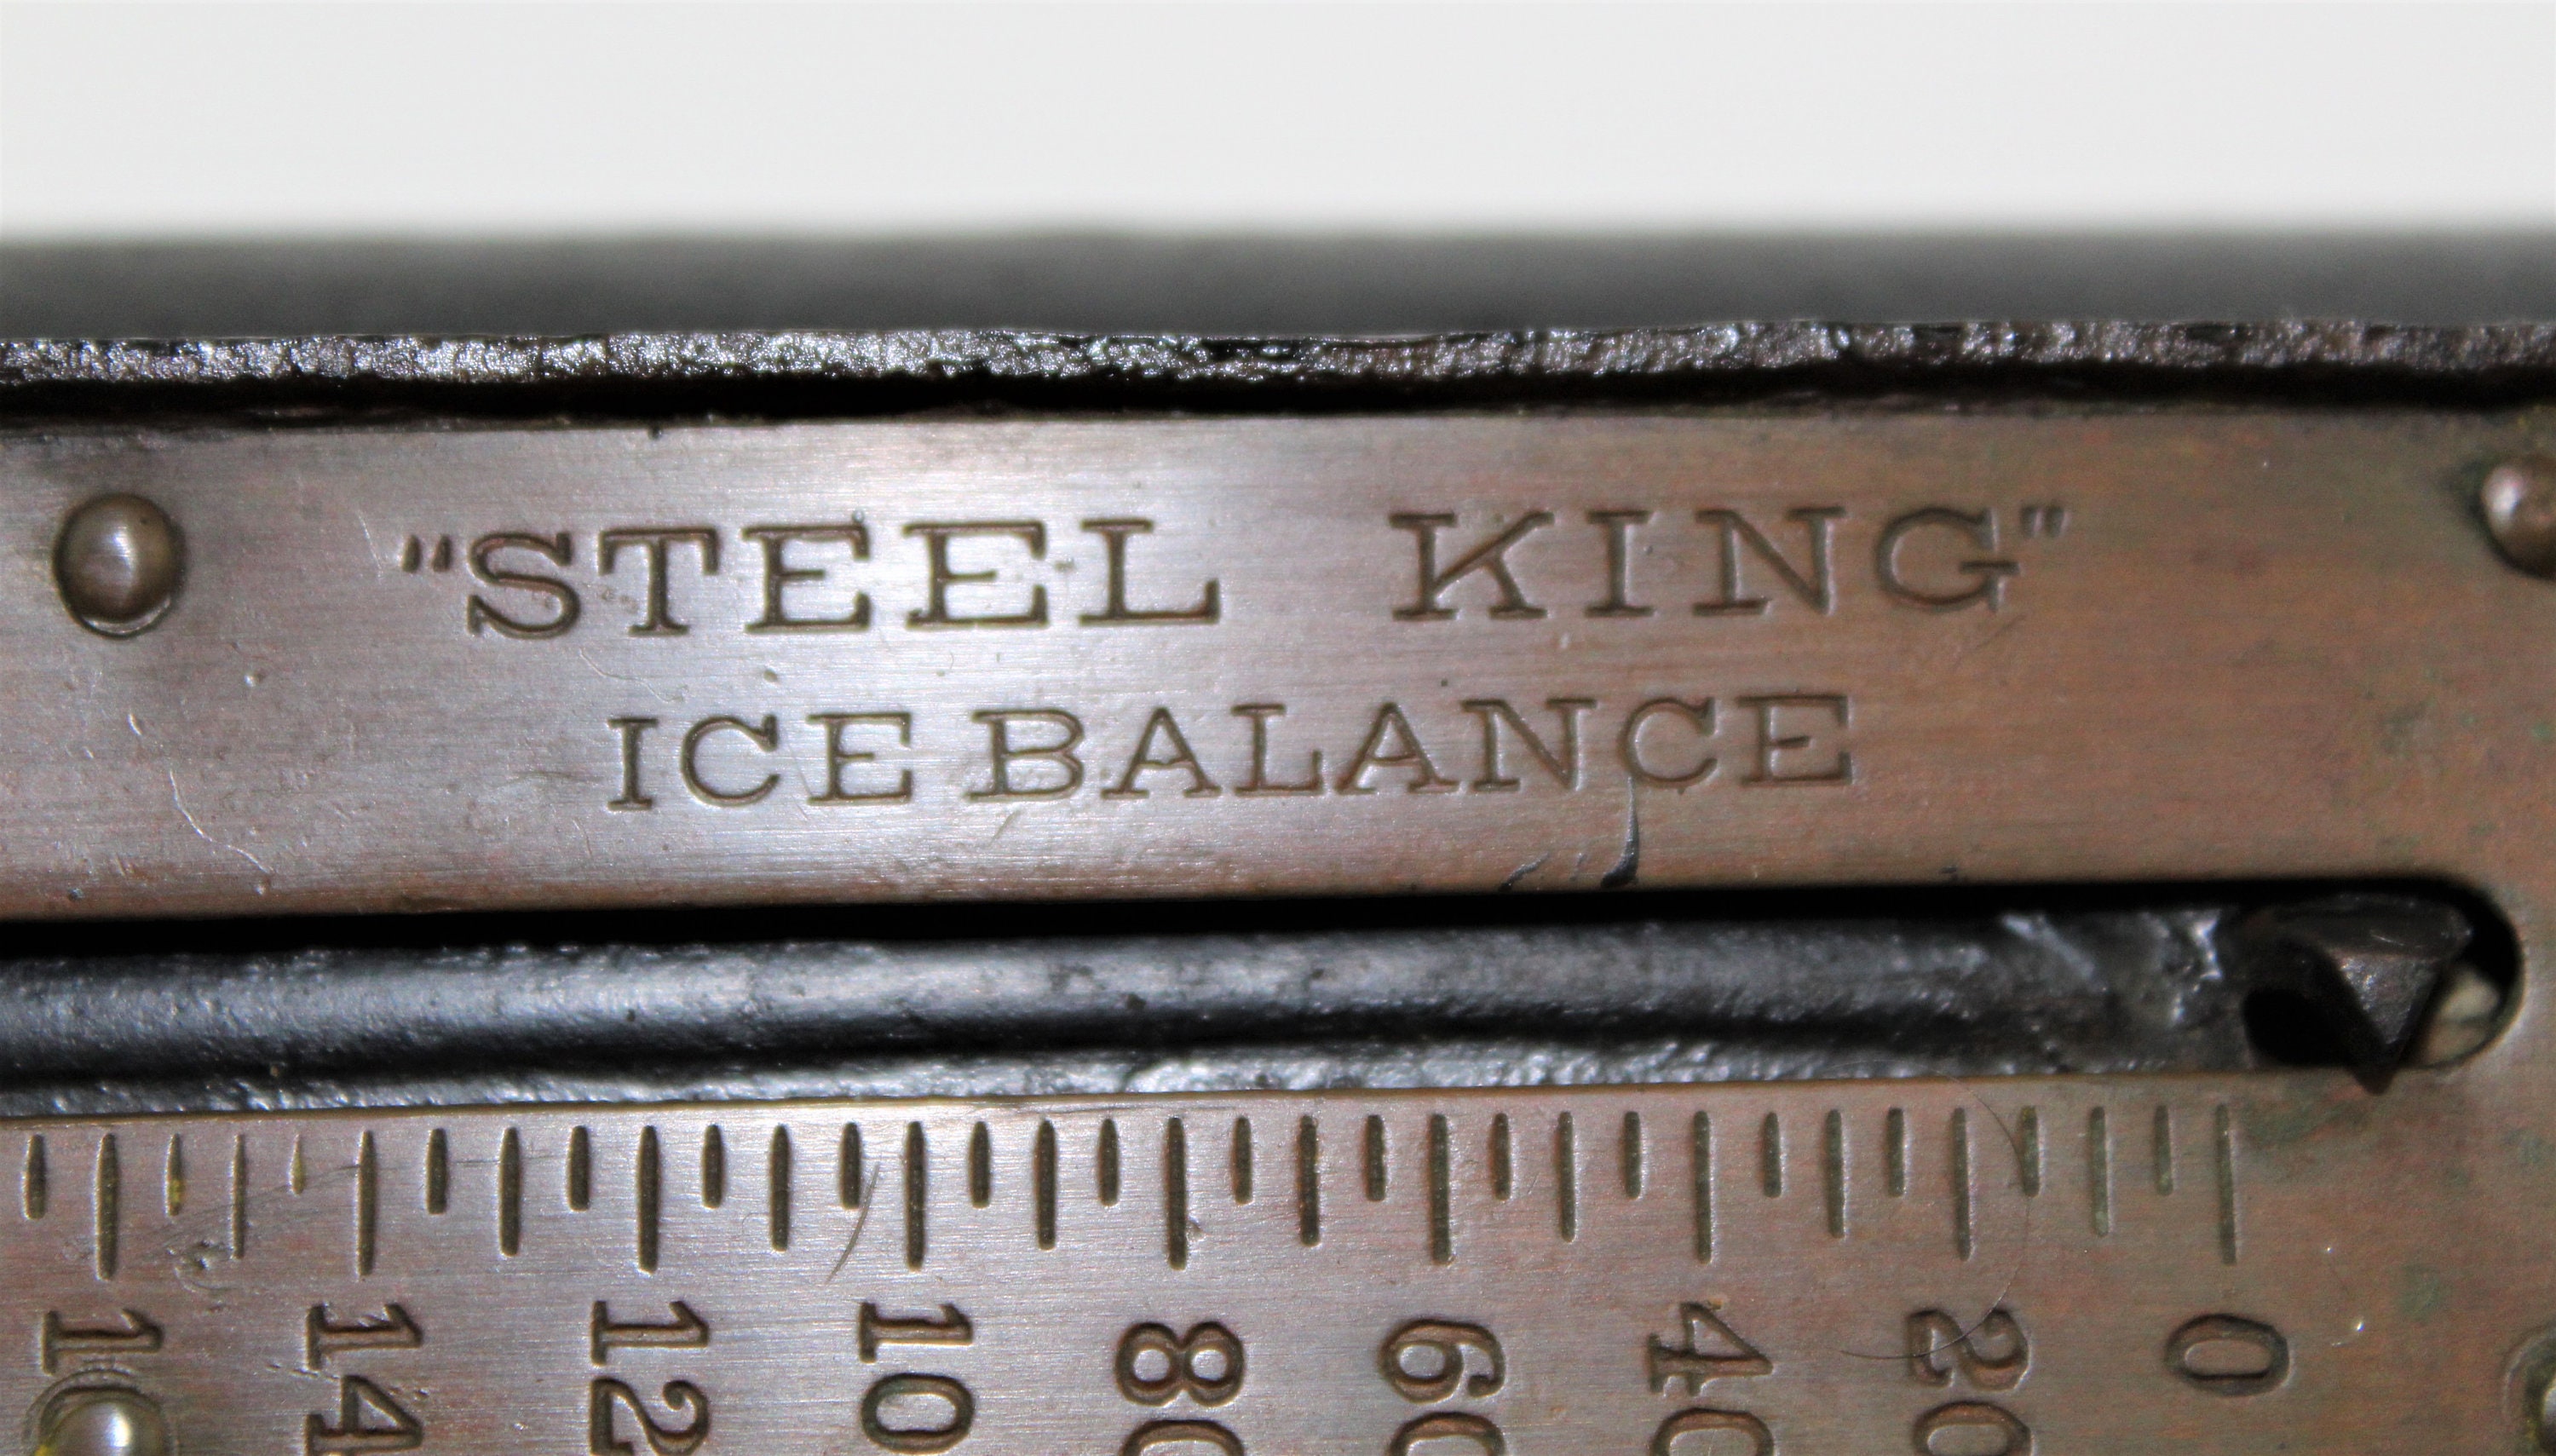 "STEEL KING"
ICE BALANCE
14 12 10 80 60 40 20 0